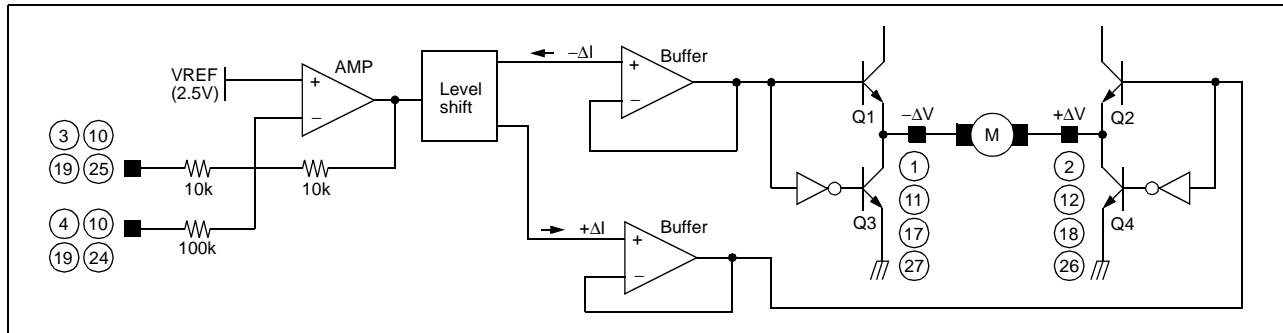 VREF
(2.5V)
AMP
+
−
Level
shift
−ΔI
Buffer
+
−
+ΔI
Buffer
+
−
Q1
Q2
−ΔV
M
+ΔV
Q3
Q4
3 10
19 25
10k
10k
4 10
19 24
100k
1
11
17
27
2
12
18
26